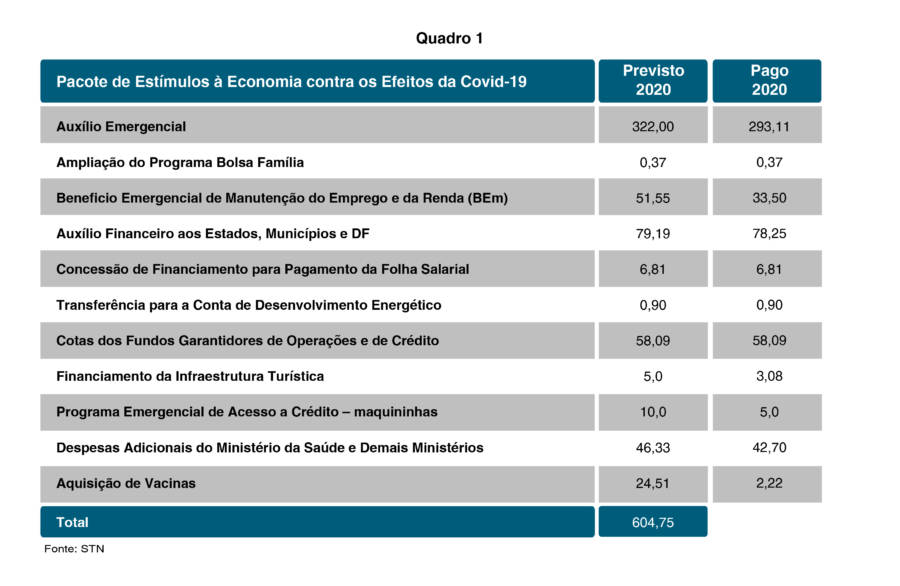 Quadro 1
Pacote de Estímulos à Economia contra os Efeitos da Covid-19 Previsto 2020 Pago 2020
Auxílio Emergencial 322,00 293,11
Ampliação do Programa Bolsa Família 0,37 0,37
Beneficio Emergencial de Manutenção do Emprego e da Renda (BEm) 51,55 33,50
Auxílio Financeiro aos Estados, Municípios e DF 79,19 78,25
Concessão de Financiamento para Pagamento da Folha Salarial 6,81 6,81
Transferência para a Conta de Desenvolvimento Energético 0,90 0,90
Cotas dos Fundos Garantidores de Operações e de Crédito 58,09 58,09
Financiamento da Infraestrutura Turística 5,0 3,08
Programa Emergencial de Acesso a Crédito – maquininhas 10,0 5,0
Despesas Adicionais do Ministério da Saúde e Demais Ministérios 46,33 42,70
Aquisição de Vacinas 24,51 2,22
Total 604,75
Fonte: STN